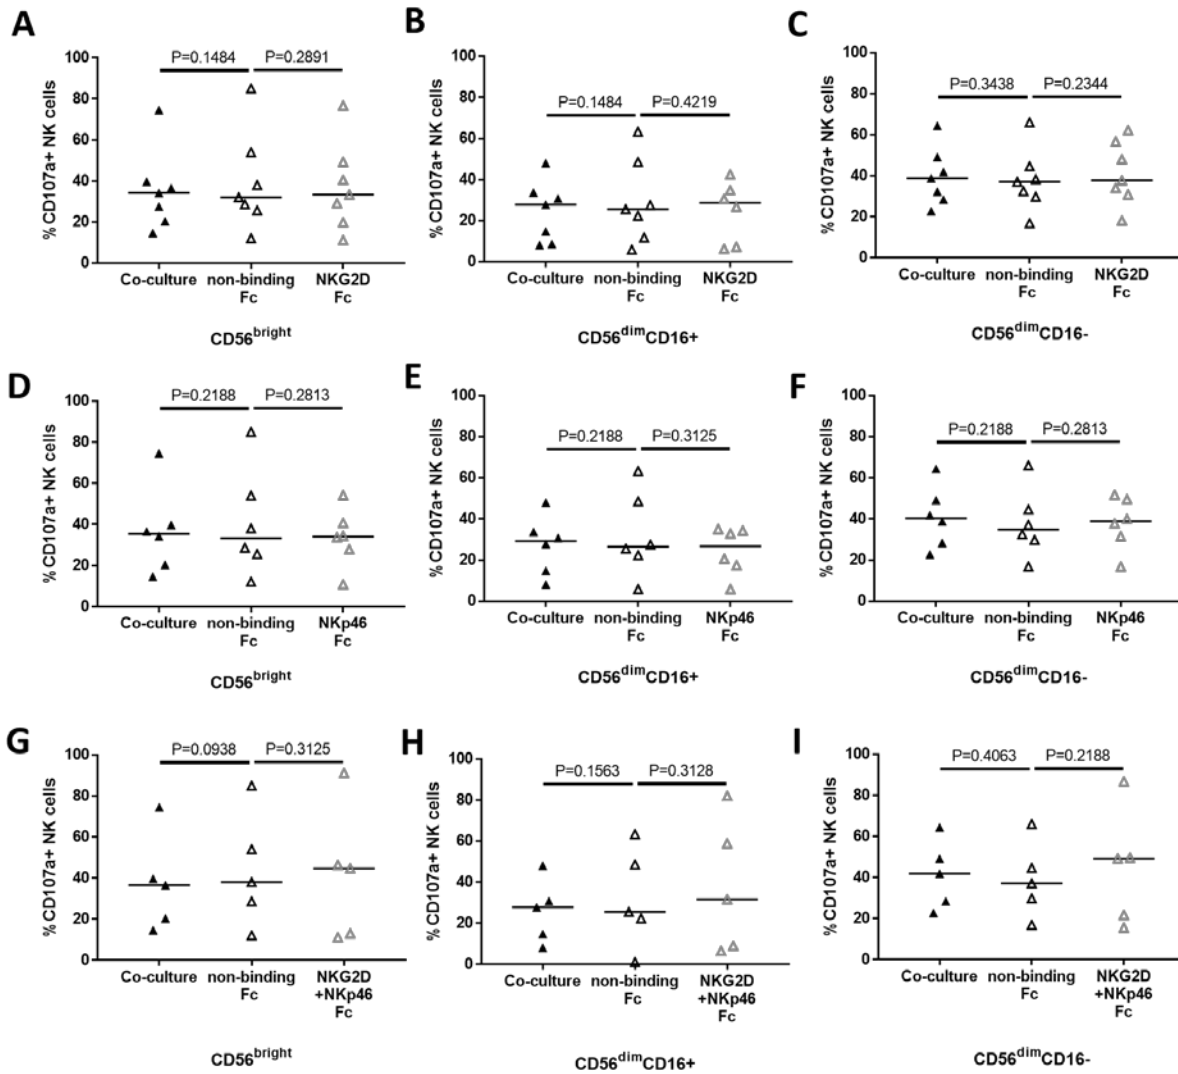 A
P=0.1484 P=0.2891
% CD107a+ NK cells
100
80
60
40
20
0
Co-culture non-binding NKG2D
Fc Fc
CD56bright
B
P=0.1484 P=0.4219
% CD107a+ NK cells
100
80
60
40
20
0
Co-culture non-binding NKG2D
Fc Fc
CD56dimCD16+
C
P=0.3438 P=0.2344
% CD107a+ NK cells
100
80
60
40
20
0
Co-culture non-binding NKG2D
Fc Fc
CD56dimCD16-
D
P=0.2188 P=0.2813
% CD107a+ NK cells
100
80
60
40
20
0
Co-culture non-binding NKp46
Fc Fc
CD56bright
E
P=0.2188 P=0.3125
% CD107a+ NK cells
100
80
60
40
20
0
Co-culture non-binding NKp46
Fc Fc
CD56dimCD16+
F
P=0.2188 P=0.2813
% CD107a+ NK cells
100
80
60
40
20
0
Co-culture non-binding NKp46
Fc Fc
CD56dimCD16-
G
P=0.0938 P=0.3125
% CD107a+ NK cells
100
80
60
40
20
0
Co-culture non-binding NKG2D
Fc +NKp46
Fc
CD56bright
H
P=0.1563 P=0.3128
% CD107a+ NK cells
100
80
60
40
20
0
Co-culture non-binding NKG2D
Fc +NKp46
Fc
CD56dimCD16+
I
P=0.4063 P=0.2188
% CD107a+ NK cells
100
80
60
40
20
0
Co-culture non-binding NKG2D
Fc +NKp46
Fc
CD56dimCD16-